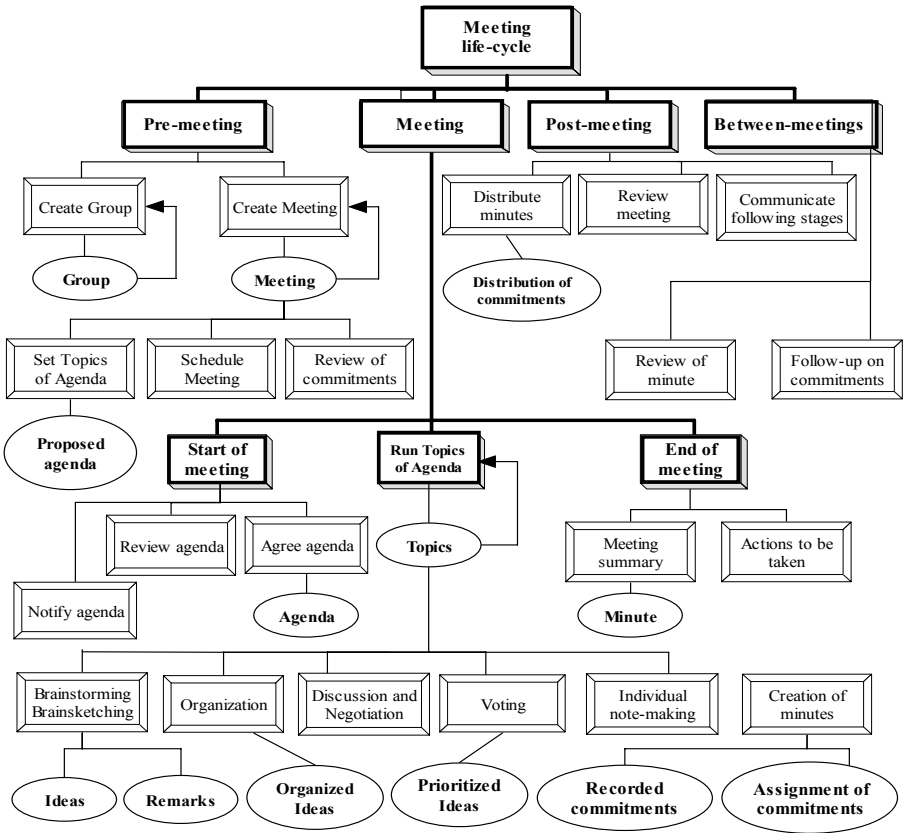 Meeting
life-cycle
Pre-meeting
Meeting
Post-meeting
Between-meetings
Create Group
Create Meeting
Distribute
minutes
Review
meeting
Communicate
following stages
Group
Meeting
Distribution of
commitments
Set Topics
of Agenda
Schedule
Meeting
Review of
commitments
Review of
minute
Follow-up on
commitments
Proposed
agenda
Start of
meeting
Run Topics
of Agenda
End of
meeting
Review agenda
Agree agenda
Topics
Meeting
summary
Actions to be
taken
Notify agenda
Agenda
Minute
Brainstorming
Brainsketching
Organization
Discussion and
Negotiation
Voting
Individual
note-making
Creation of
minutes
Ideas
Remarks
Organized
Ideas
Prioritized
Ideas
Recorded
commitments
Assignment of
commitments